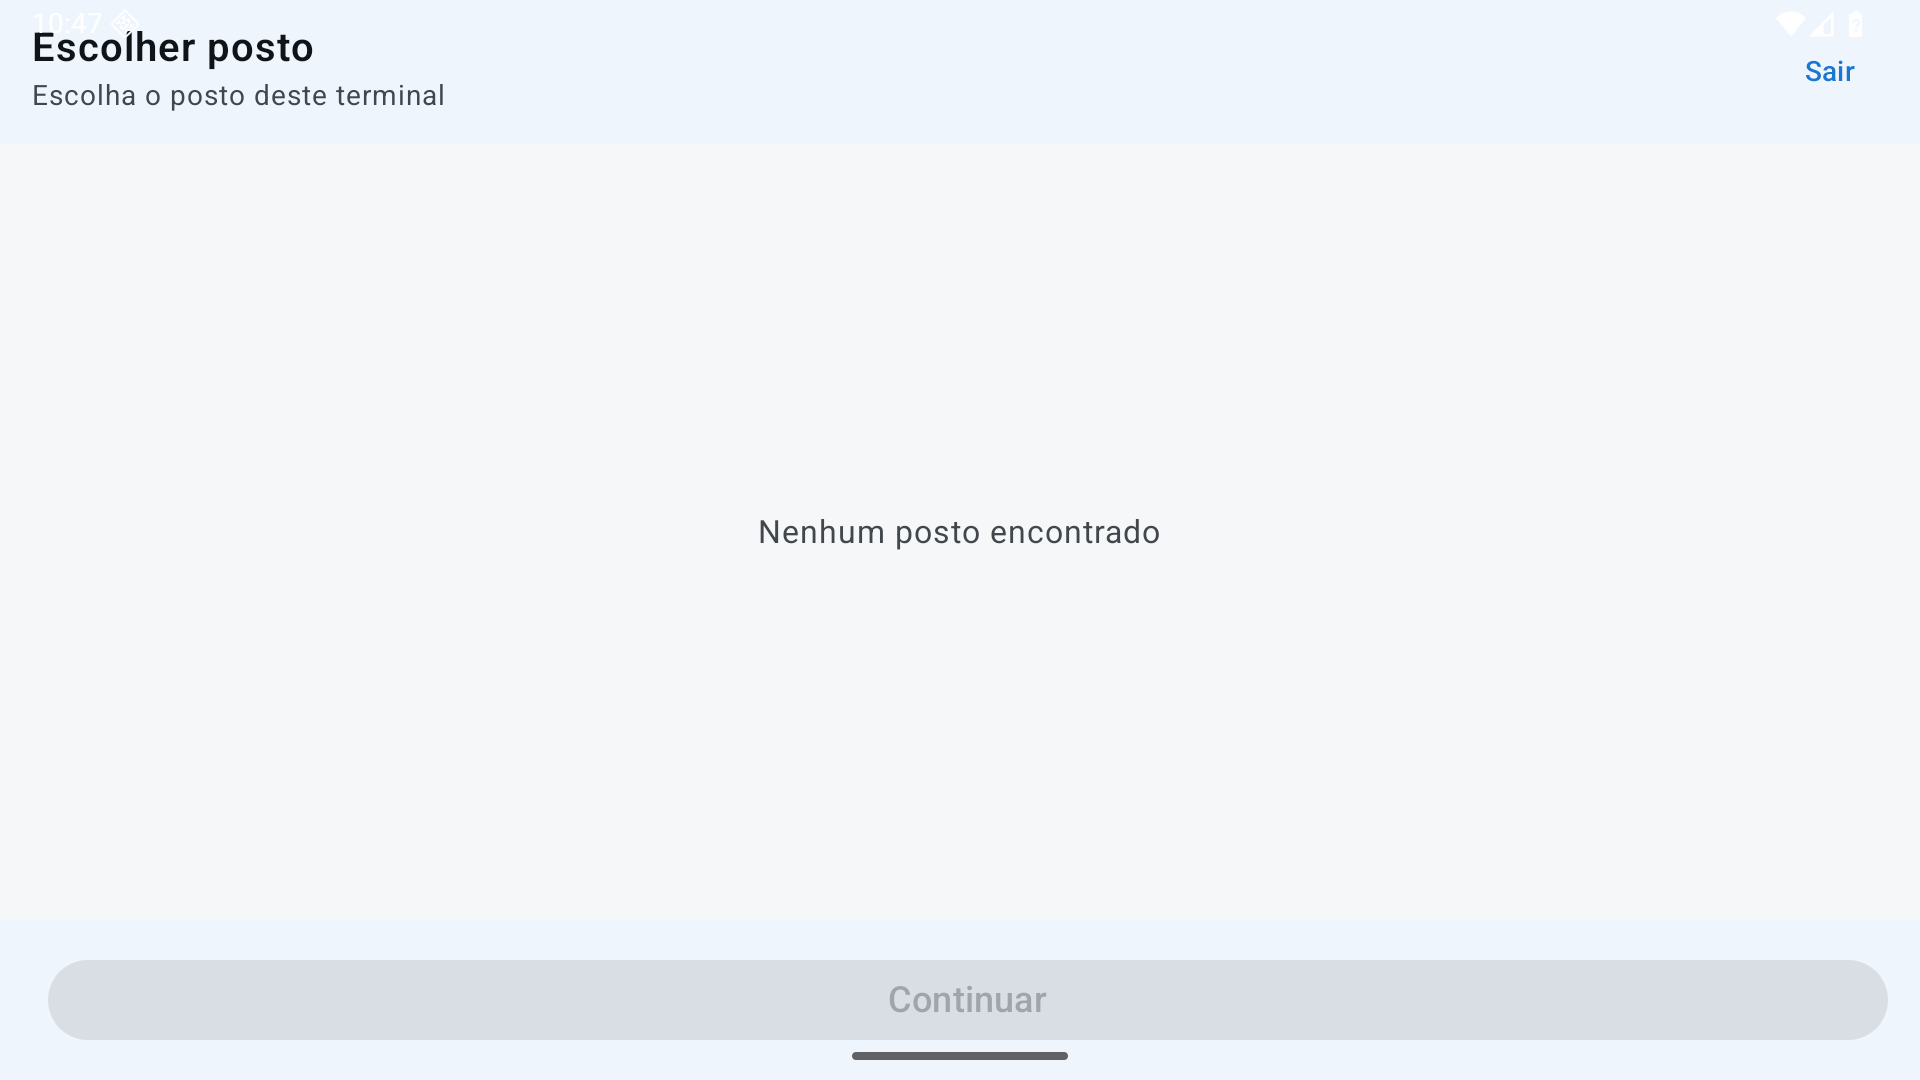 10:47
Escolher posto
Escolha o posto deste terminal
Sair
Nenhum posto encontrado
Continuar